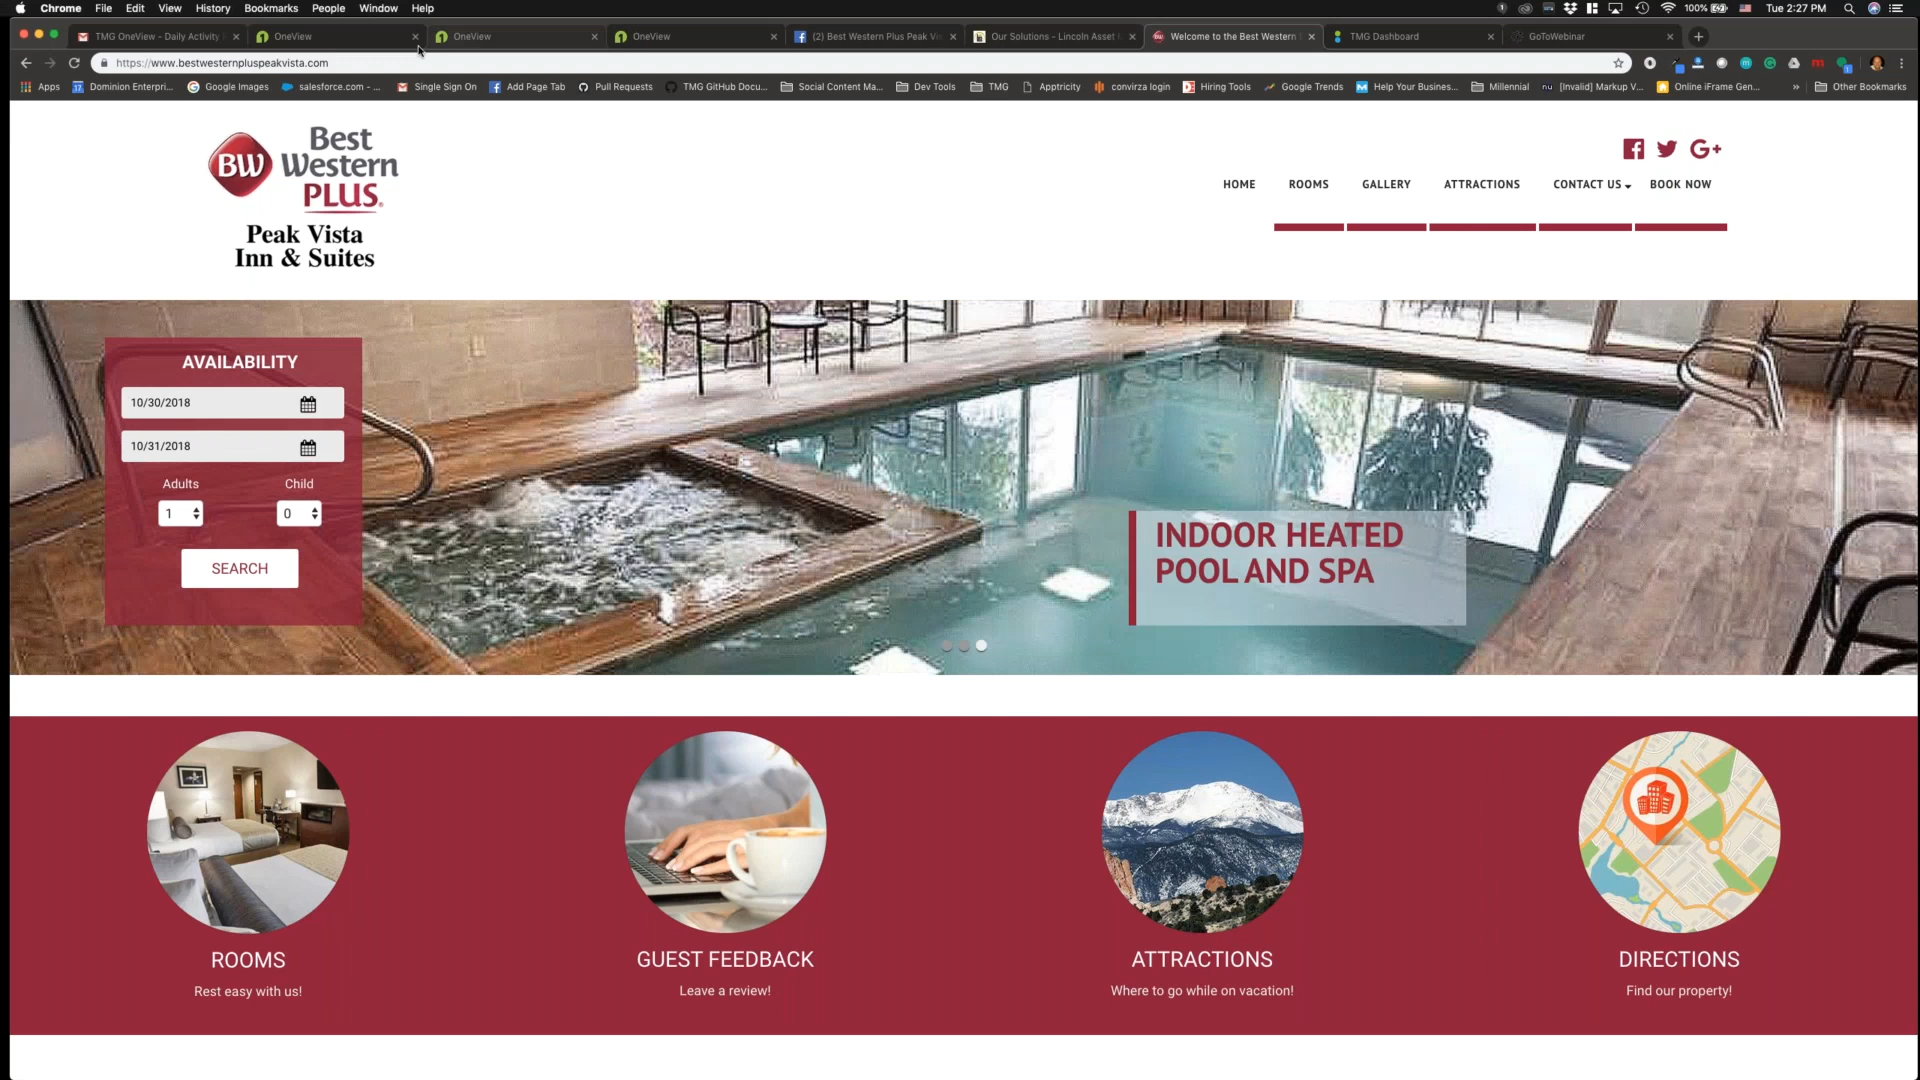 Chrome File Edit View History Bookmarks People Window Help
100% Tue 2:27 PM
TMG OneView - Daily Activity
OneView
OneView
OneView
(2) Best Western Plus Peak Vi
Our Solutions - Lincoln Asset
Welcome to the Best Western
TMG Dashboard
GoToWebinar
https://www.bestwesternpluspeakvista.com
Apps Dominion Enterpri... Google Images salesforce.com - ... Single Sign On Add Page Tab Pull Requests TMG GitHub Docu... Social Content Ma... Dev Tools TMG Apptricity convirza login Hiring Tools Google Trends Help Your Busines... Millennial [Invalid] Markup V... Online iFrame Gen... » Other Bookmarks
BW
Best
Western
PLUS®
Peak Vista
Inn & Suites
HOME ROOMS GALLERY ATTRACTIONS CONTACT US BOOK NOW
AVAILABILITY
10/30/2018
10/31/2018
Adults Child
1 0
SEARCH
INDOOR HEATED
POOL AND SPA
ROOMS
Rest easy with us!
GUEST FEEDBACK
Leave a review!
ATTRACTIONS
Where to go while on vacation!
DIRECTIONS
Find our property!